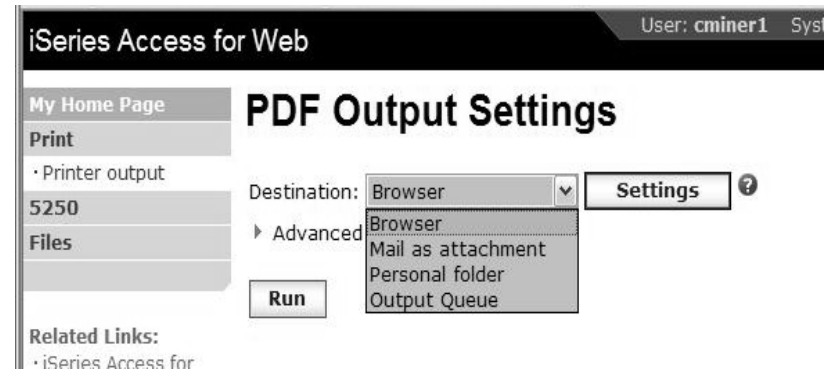 iSeries Access for Web
User: cminer1 Syst
My Home Page
Print
· Printer output
5250
Files
Related Links:
· iSeries Access for
PDF Output Settings
Destination: Browser Settings ?
Browser
Mail as attachment
Personal folder
Output Queue
Advanced
Run